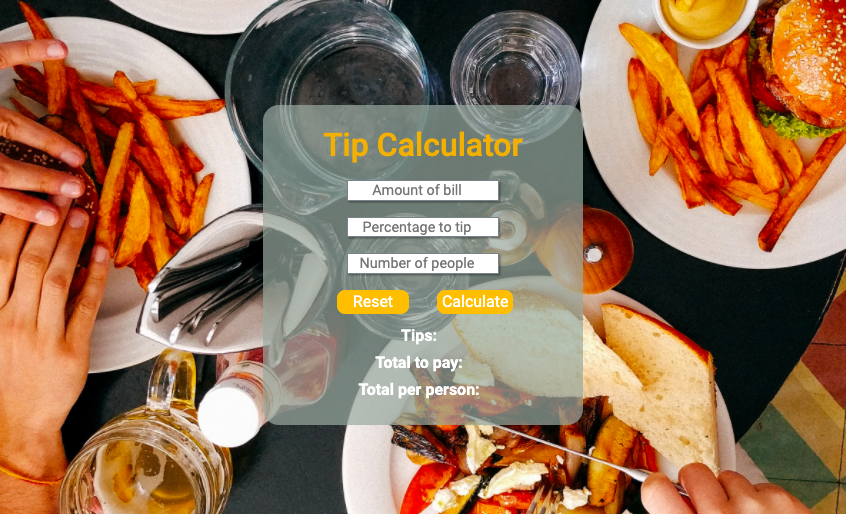 Tip Calculator
Amount of bill
Percentage to tip
Number of people
Reset Calculate
Tips:
Total to pay:
Total per person: